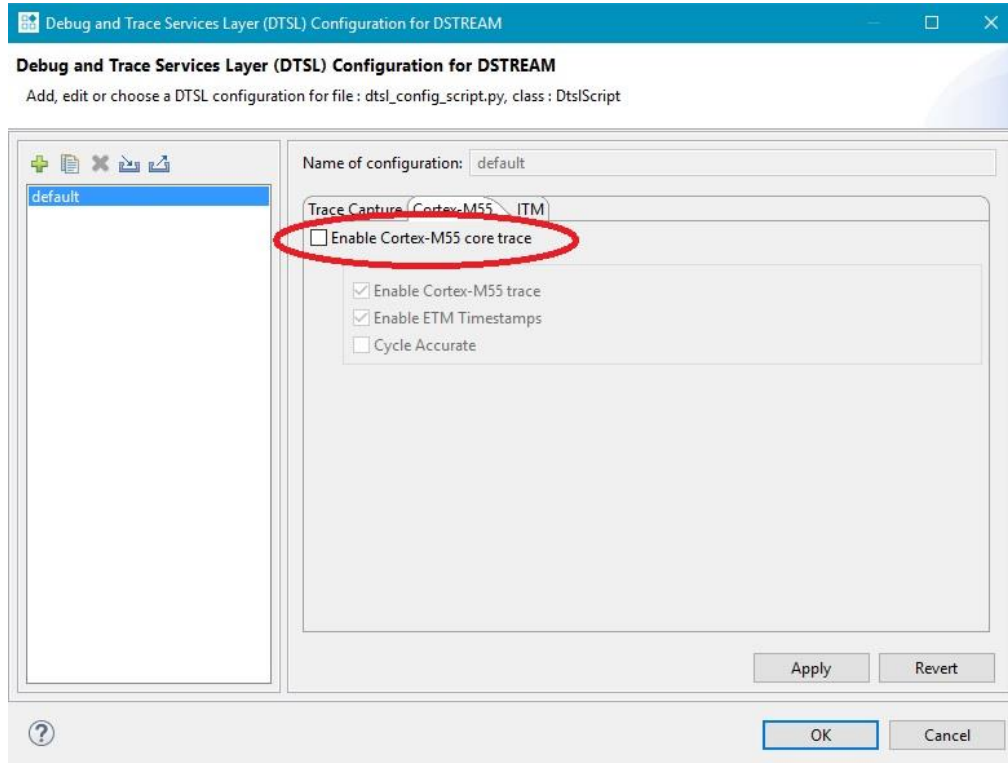 Debug and Trace Services Layer (DTSL) Configuration for DSTREAM
Debug and Trace Services Layer (DTSL) Configuration for DSTREAM
Add, edit or choose a DTSL configuration for file : dtsl_config_script.py, class : DtslScript
default
Name of configuration: default
Trace Capture Cortex-M55 ITM
Enable Cortex-M55 core trace
Enable Cortex-M55 trace
Enable ETM Timestamps
Cycle Accurate
Apply Revert
? OK Cancel